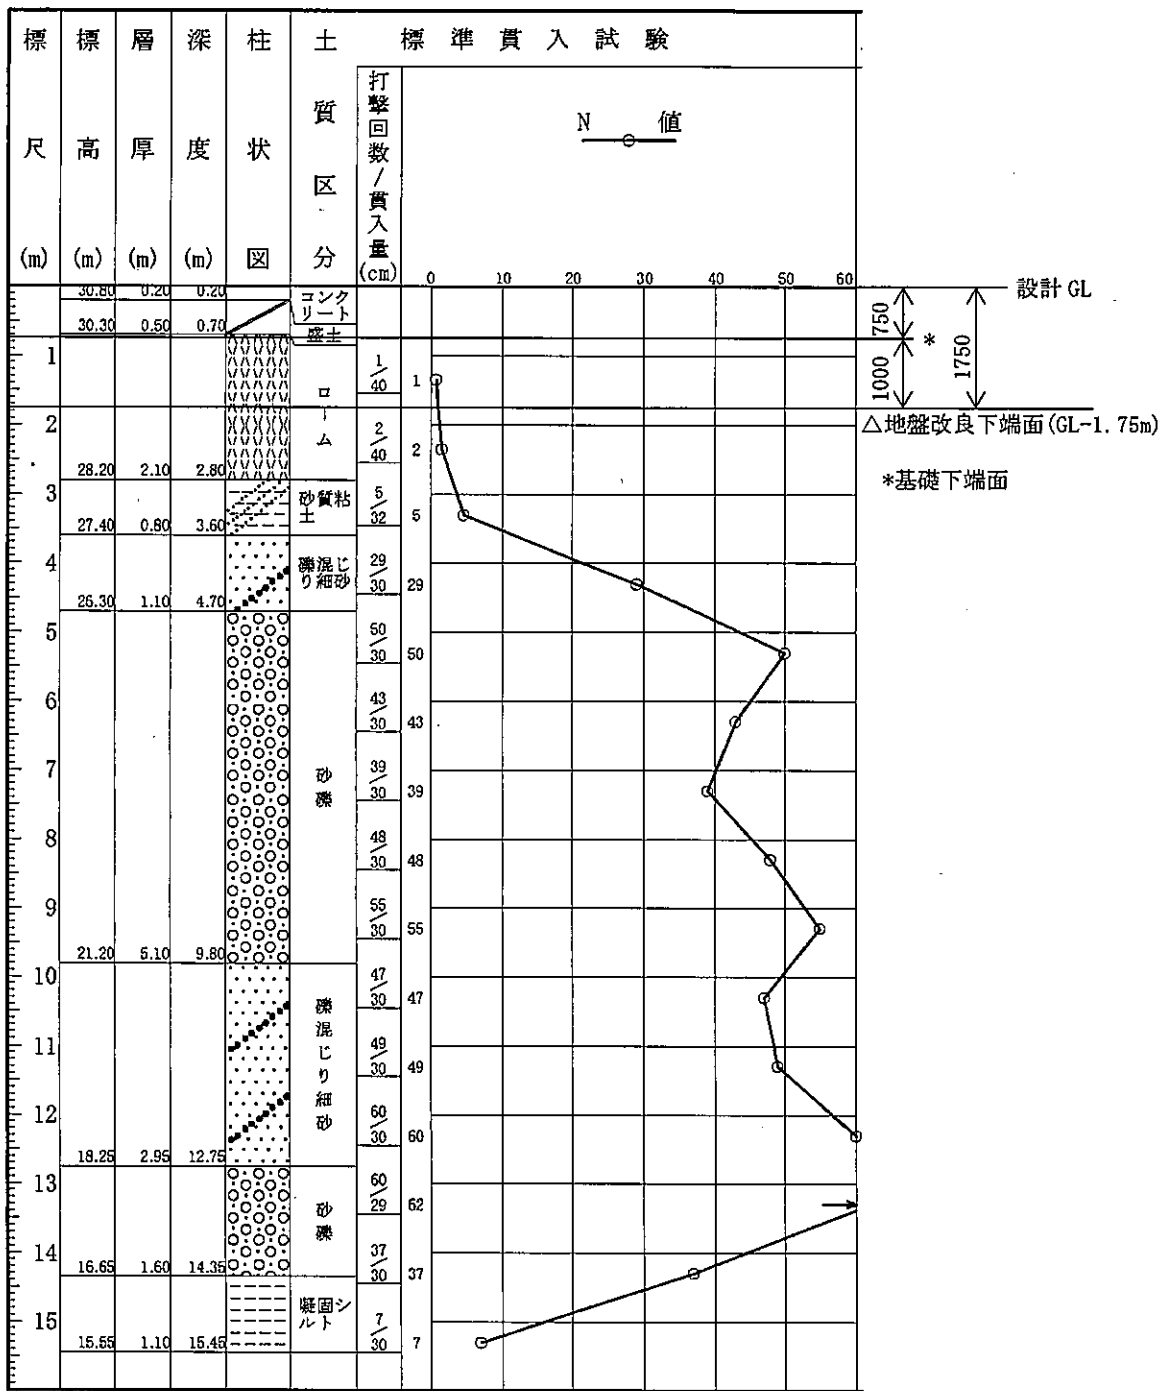 標尺(m)
標高(m)
層厚(m)
深度(m)
柱状図
土質区分
標準貫入試験
打撃回数/貫入量(cm)
N 値
0 10 20 30 40 50 60
設計GL
30.80 0.20 0.20
コンク
リート
30.30 0.50 0.70
盛土
750
*
1000
1750
1
1/40 1
ローム
2
2/40 2
△地盤改良下端面(GL-1.75m)
28.20 2.10 2.80
*基礎下端面
3
砂質粘
土
5/32 5
27.40 0.80 3.60
4
礫混じ
り細砂
29/30 29
26.30 1.10 4.70
5
50/30 50
6
43/30 43
7
砂礫
39/30 39
8
48/30 48
9
55/30 55
21.20 5.10 9.80
10
47/30 47
礫混じり細砂
11
49/30 49
12
60/30 60
18.25 2.95 12.75
13
60/29 62
砂礫
14
37/30 37
16.65 1.60 14.35
凝固シ
ルト
15
7/30 7
15.55 1.10 15.45